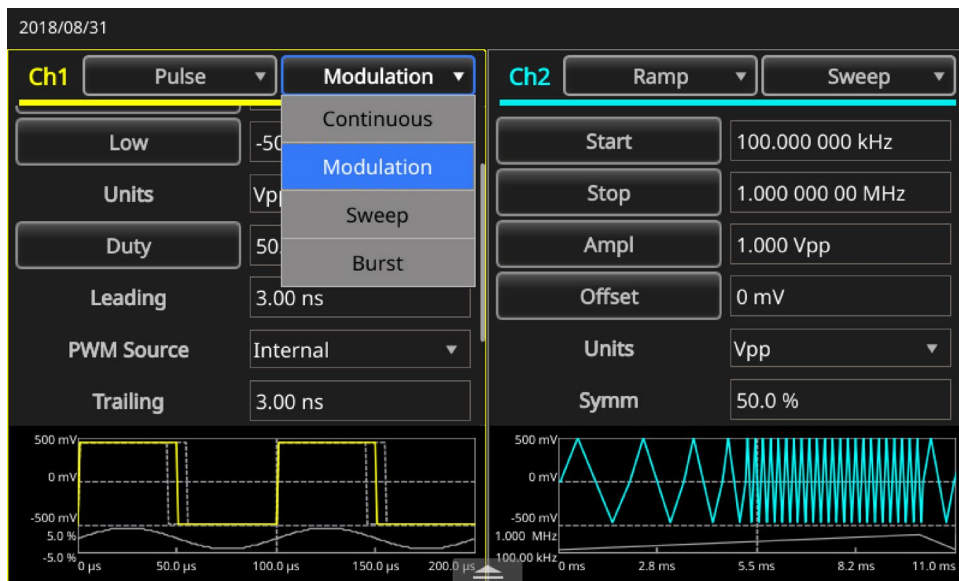 2018/08/31
Ch1 Pulse Modulation
Continuous
Modulation
Sweep
Burst
Low -50
Units
Duty 50.
Leading 3.00 ns
PWM Source Internal
Trailing 3.00 ns
500 mV
0 mV
-500 mV
5.0 %
-5.0 %
0 µs 50.0 µs 100.0 µs 150.0 µs 200.0 µs
Ch2 Ramp Sweep
Start 100.000 000 kHz
Stop 1.000 000 00 MHz
Ampl 1.000 Vpp
Offset 0 mV
Units Vpp
Symm 50.0 %
500 mV
0 mV
-500 mV
1.000 MHz
100.00 kHz
0 ms 2.8 ms 5.5 ms 8.2 ms 11.0 ms